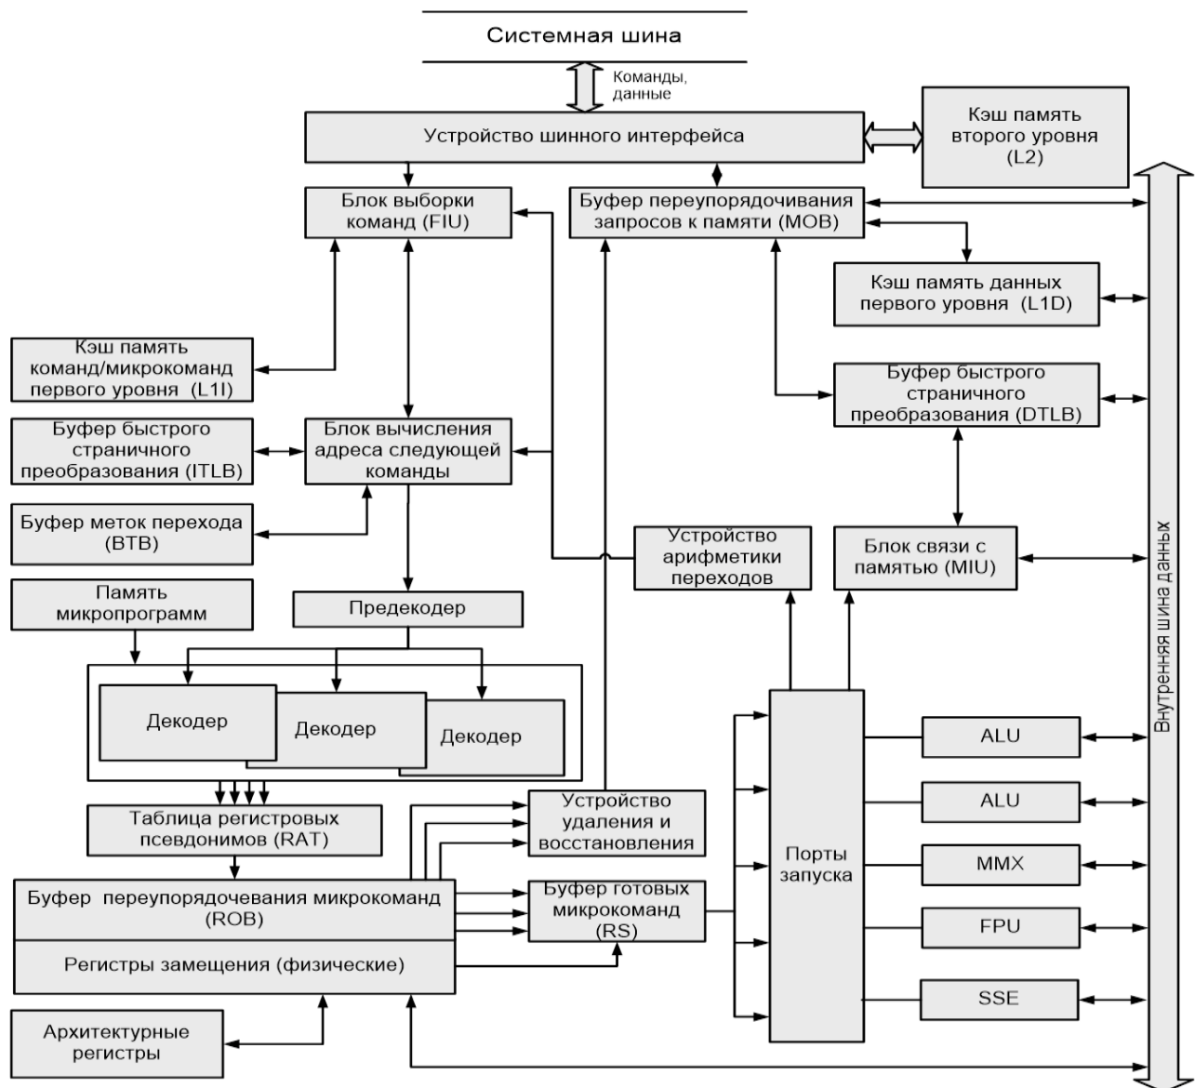 Системная шина
Команды,
данные
Устройство шинного интерфейса
Кэш память
второго уровня
(L2)
Блок выборки
команд (FIU)
Буфер переупорядочивания
запросов к памяти (MOB)
Кэш память данных
первого уровня (L1D)
Кэш память
команд/микрокоманд
первого уровня (L1I)
Буфер быстрого
страничного
преобразования (DTLB)
Буфер быстрого
страничного
преобразования (ITLB)
Блок вычисления
адреса следующей
команды
Буфер меток перехода
(BTB)
Устройство
арифметики
переходов
Блок связи с
памятью (MIU)
Внутренняя шина данных
Память
микропрограмм
Предекодер
Декодер
Декодер
Декодер
ALU
ALU
MMX
FPU
SSE
Порты
запуска
Таблица регистровых
псевдонимов (RAT)
Устройство
удаления и
восстановления
Буфер переупорядочевания микрокоманд
(ROB)
Буфер готовых
микрокоманд
(RS)
Регистры замещения (физические)
Архитектурные
регистры